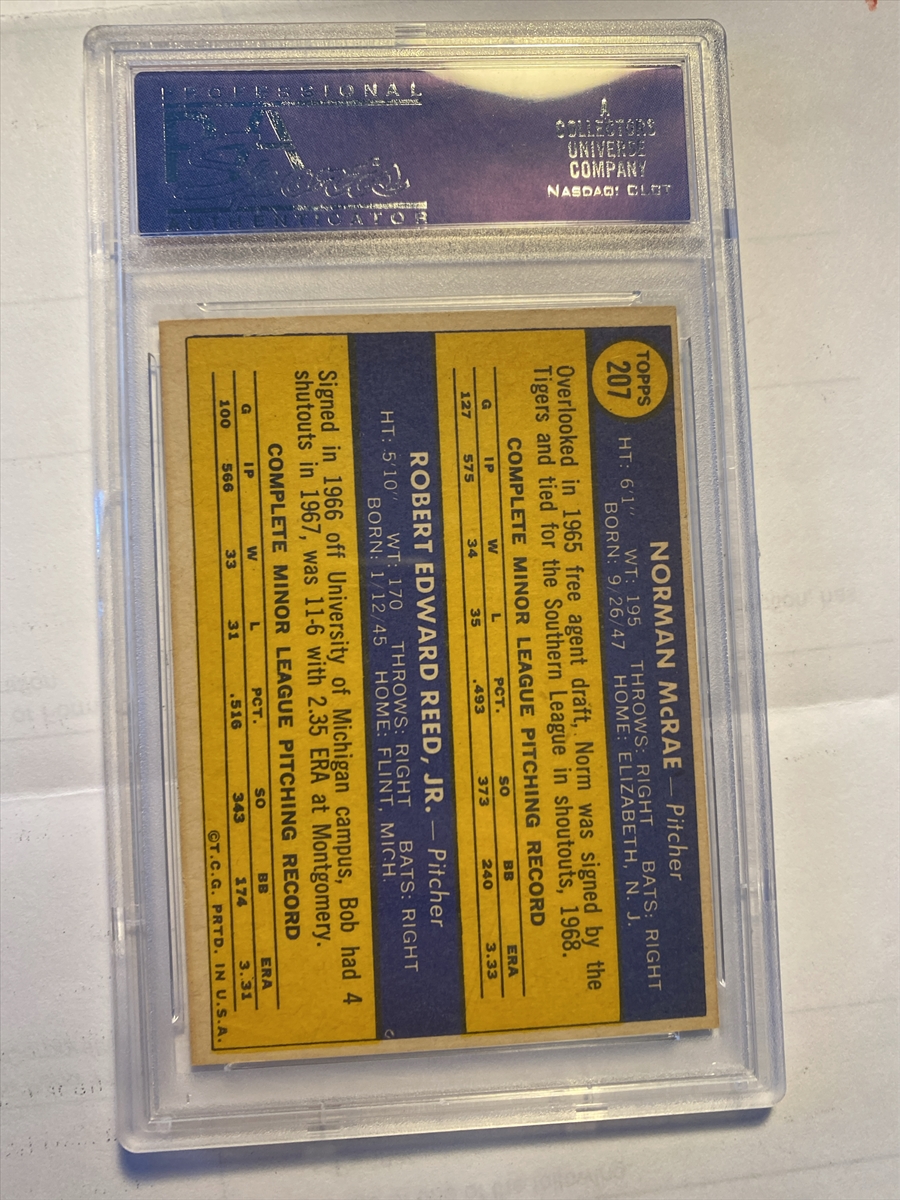 PROFESSIONAL
PSA
AUTHENTICATOR
A
COLLECTORS
UNIVERSE
COMPANY
NASDAQ: CLCT
TOPPS
207
NORMAN McRAE — Pitcher
HT: 6'1" WT: 195 THROWS: RIGHT BATS: RIGHT
BORN: 9/26/47 HOME: ELIZABETH, N. J.
Overlooked in 1965 free agent draft, Norm was signed by the
Tigers and tied for the Southern League in shoutouts, 1968.
COMPLETE MINOR LEAGUE PITCHING RECORD
G IP W L PCT. SO BB ERA
127 575 34 35 .493 373 240 3.33
ROBERT EDWARD REED, JR. — Pitcher
HT: 5'10" WT: 170 THROWS: RIGHT BATS: RIGHT
BORN: 1/12/45 HOME: FLINT, MICH.
Signed in 1966 off University of Michigan campus, Bob had 4
shutouts in 1967, was 11-6 with 2.35 ERA at Montgomery.
COMPLETE MINOR LEAGUE PITCHING RECORD
G IP W L PCT. SO BB ERA
100 566 33 31 .516 343 174 3.31
©T.C.G. PRTD. IN U.S.A.